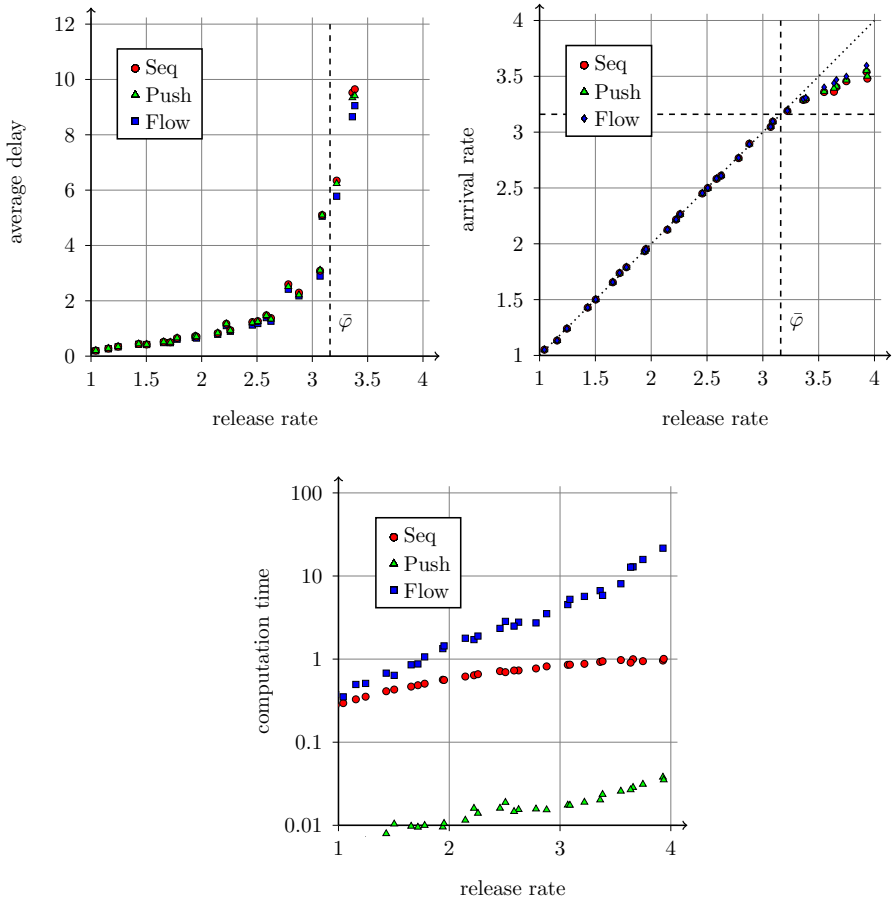 12
10
8
6
4
2
0
1
1.5
2
2.5
3
3.5
4
average delay
release rate
Seq
Push
Flow
φ̄
4
3.5
3
2.5
2
1.5
1
1
1.5
2
2.5
3
3.5
4
arrival rate
release rate
Seq
Push
Flow
φ̄
100
10
1
0.1
0.01
1
2
3
4
computation time
release rate
Seq
Push
Flow